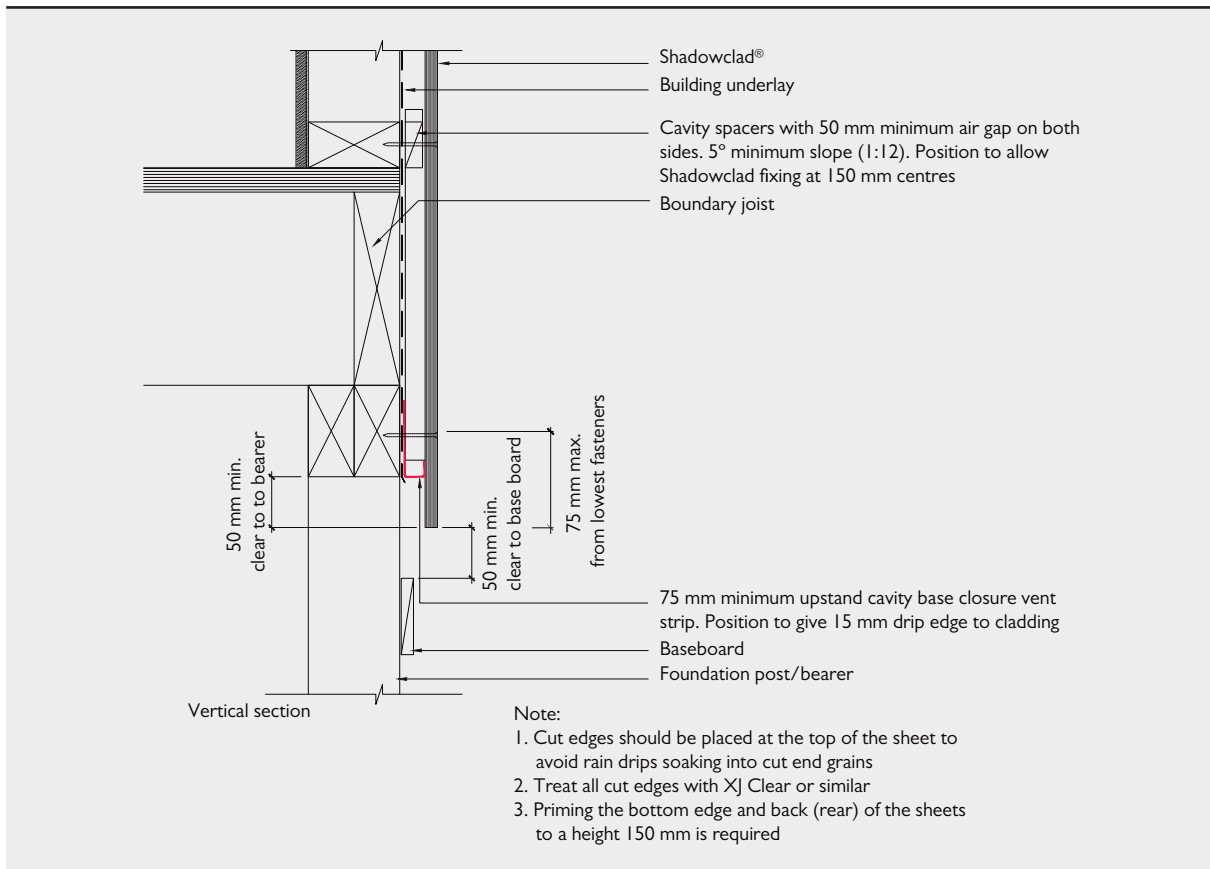 Shadowclad®
Building underlay
Cavity spacers with 50 mm minimum air gap on both
sides. 5º minimum slope (1:12). Position to allow
Shadowclad fixing at 150 mm centres
Boundary joist
50 mm min.
clear to to bearer
50 mm min.
clear to base board
75 mm max.
from lowest fasteners
75 mm minimum upstand cavity base closure vent
strip. Position to give 15 mm drip edge to cladding
Baseboard
Foundation post/bearer
Vertical section
Note:
1. Cut edges should be placed at the top of the sheet to
avoid rain drips soaking into cut end grains
2. Treat all cut edges with XJ Clear or similar
3. Priming the bottom edge and back (rear) of the sheets
to a height 150 mm is required